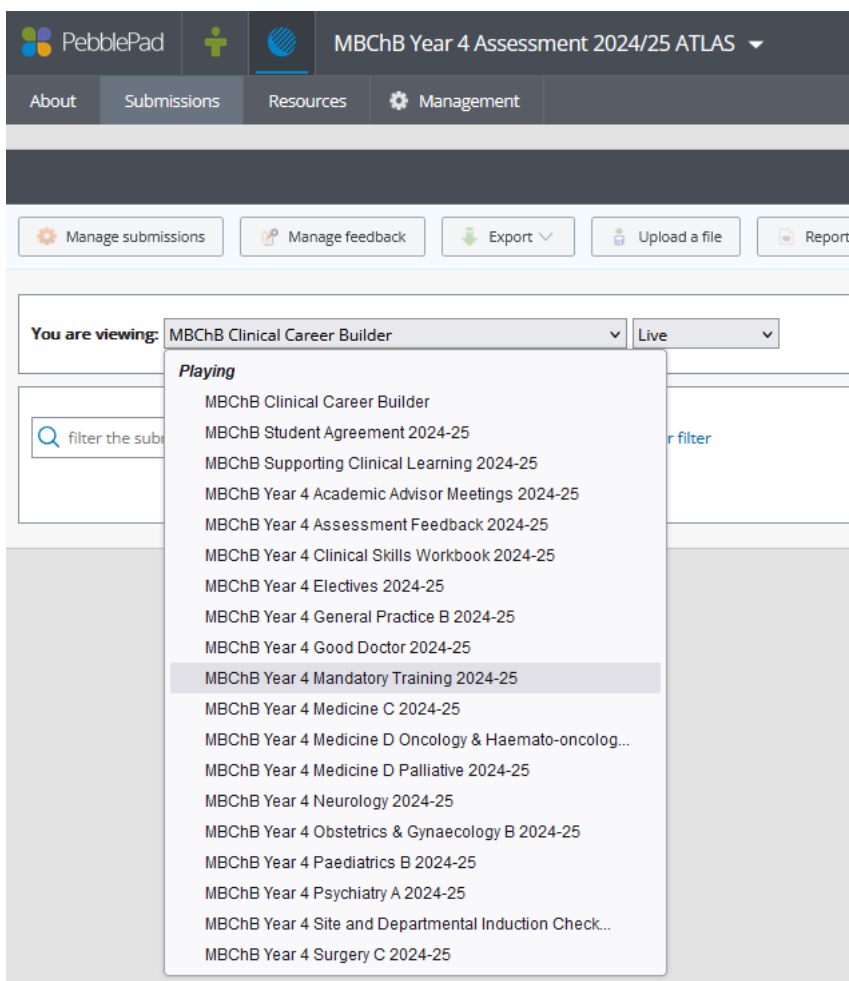 PebblePad
MBChB Year 4 Assessment 2024/25 ATLAS
About Submissions Resources Management
Manage submissions Manage feedback Export Upload a file Report
You are viewing: MBChB Clinical Career Builder Live
Playing
MBChB Clinical Career Builder
MBChB Student Agreement 2024-25
filter the sub r filter
MBChB Supporting Clinical Learning 2024-25
MBChB Year 4 Academic Advisor Meetings 2024-25
MBChB Year 4 Assessment Feedback 2024-25
MBChB Year 4 Clinical Skills Workbook 2024-25
MBChB Year 4 Electives 2024-25
MBChB Year 4 General Practice B 2024-25
MBChB Year 4 Good Doctor 2024-25
MBChB Year 4 Mandatory Training 2024-25
MBChB Year 4 Medicine C 2024-25
MBChB Year 4 Medicine D Oncology & Haemato-oncolog...
MBChB Year 4 Medicine D Palliative 2024-25
MBChB Year 4 Neurology 2024-25
MBChB Year 4 Obstetrics & Gynaecology B 2024-25
MBChB Year 4 Paediatrics B 2024-25
MBChB Year 4 Psychiatry A 2024-25
MBChB Year 4 Site and Departmental Induction Check...
MBChB Year 4 Surgery C 2024-25